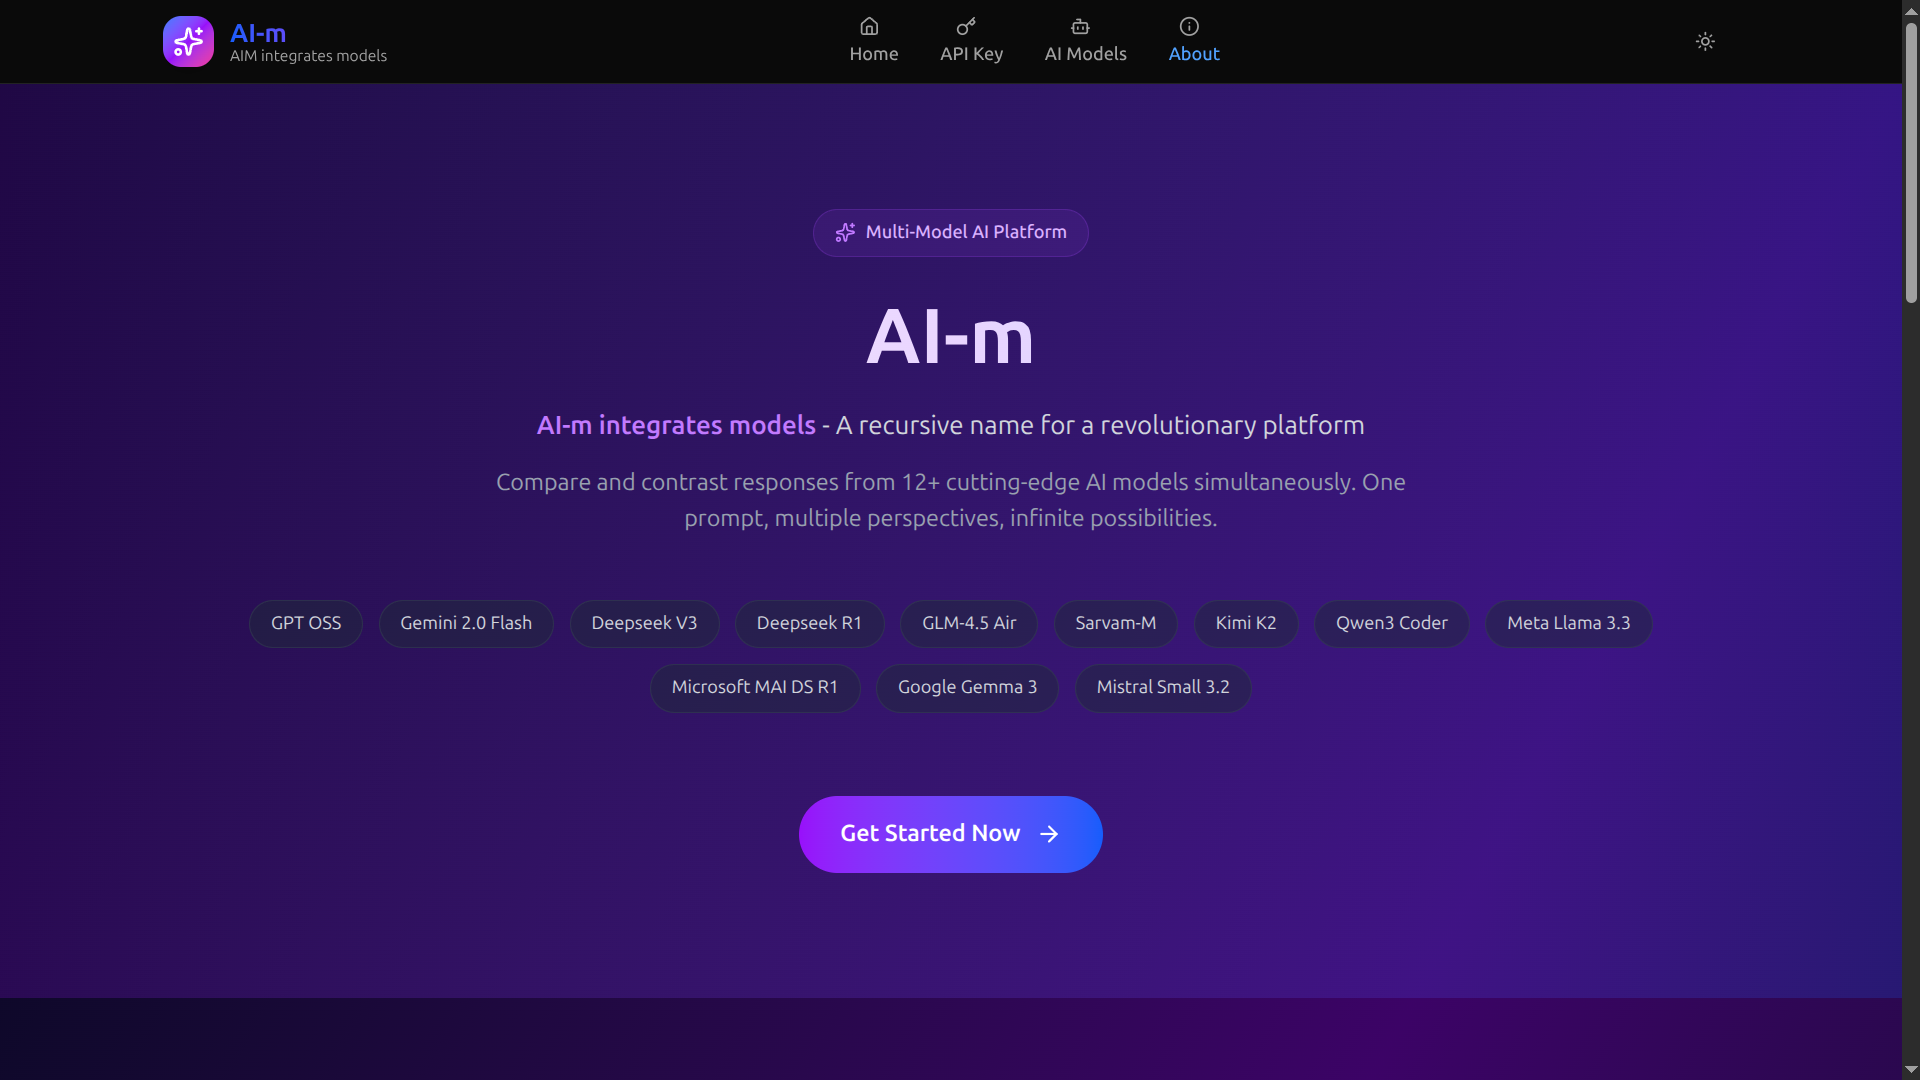 AI-m
AIM integrates models
Home
API Key
AI Models
About
Multi-Model AI Platform
AI-m
AI-m integrates models - A recursive name for a revolutionary platform
Compare and contrast responses from 12+ cutting-edge AI models simultaneously. One
prompt, multiple perspectives, infinite possibilities.
GPT OSS
Gemini 2.0 Flash
Deepseek V3
Deepseek R1
GLM-4.5 Air
Sarvam-M
Kimi K2
Qwen3 Coder
Meta Llama 3.3
Microsoft MAI DS R1
Google Gemma 3
Mistral Small 3.2
Get Started Now